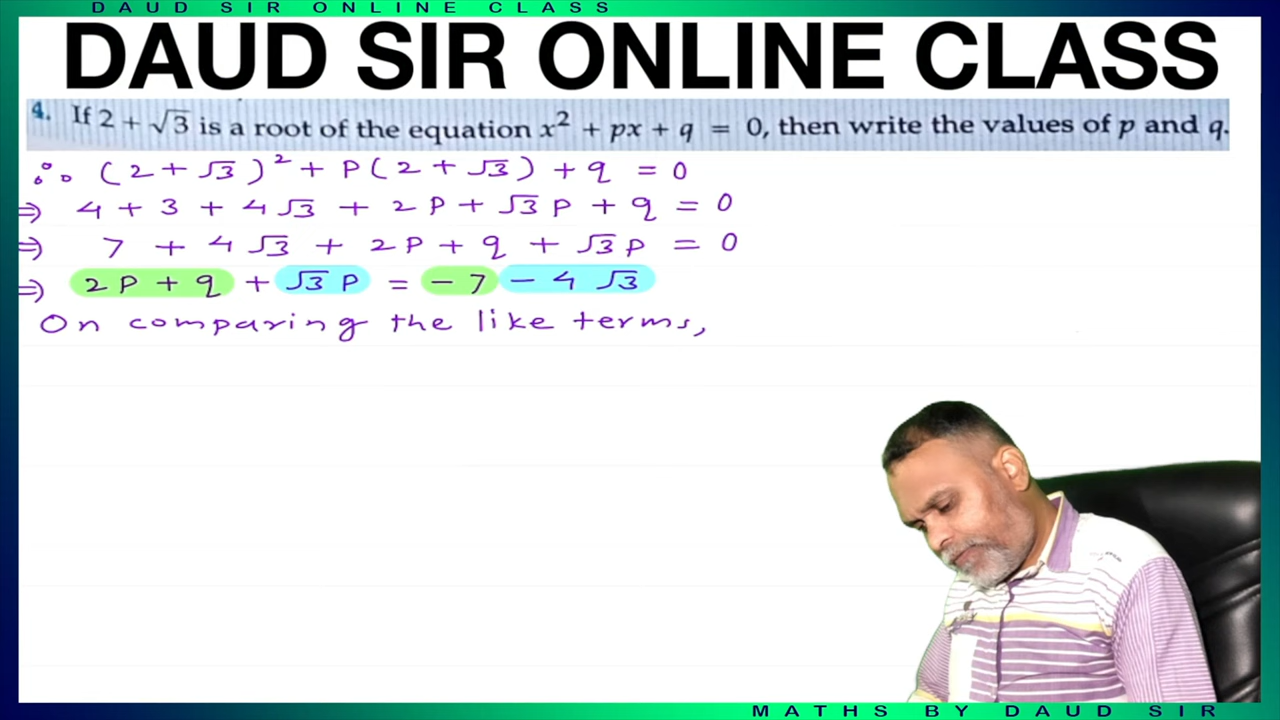 DAUD SIR ONLINE CLASS
DAUD SIR ONLINE CLASS
4. If 2 + √3 is a root of the equation x² + px + q = 0, then write the values of p and q.
∴ (2 + √3)² + P(2 + √3) + q = 0
⇒ 4 + 3 + 4√3 + 2P + √3 P + q = 0
⇒ 7 + 4√3 + 2P + q + √3 P = 0
⇒ 2P + q + √3 P = - 7 - 4√3
On comparing the like terms,
MATHS BY DAUD SIR